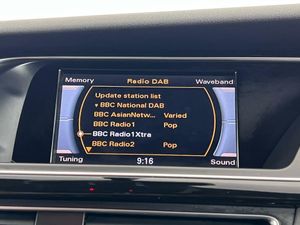 Memory Radio DAB Waveband
Update station list
▾ BBC National DAB
BBC AsianNetw... Varied
BBC Radio1 Pop
BBC Radio1Xtra
BBC Radio2 Pop
Tuning 9:16 Sound